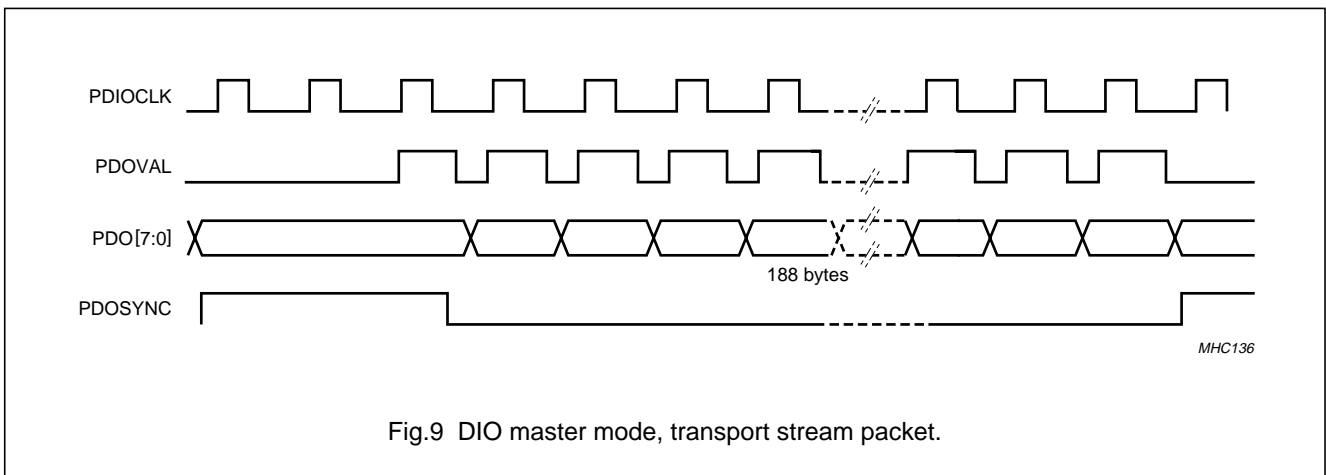 PDIOCLK
PDOVAL
PDO[7:0]
188 bytes
PDOSYNC
MHC136
Fig.9 DIO master mode, transport stream packet.